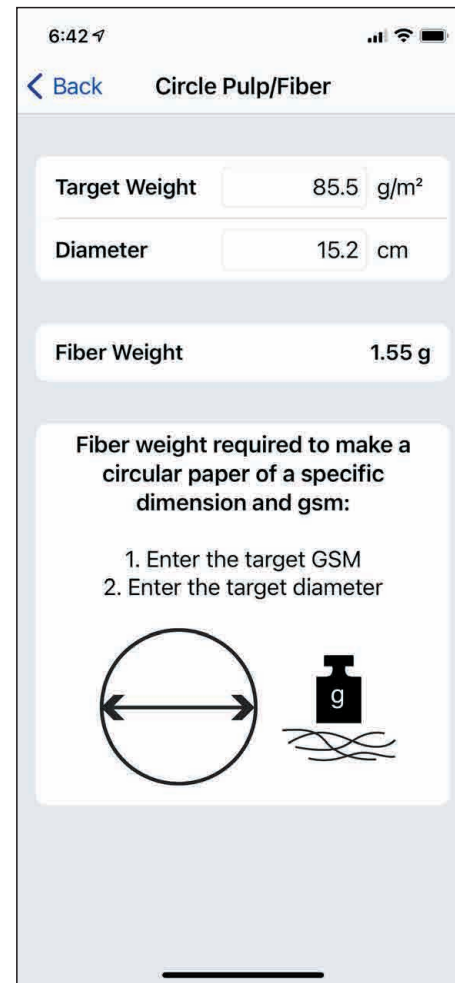 6:42
Back Circle Pulp/Fiber
Target Weight 85.5 g/m²
Diameter 15.2 cm
Fiber Weight 1.55 g
Fiber weight required to make a
circular paper of a specific
dimension and gsm:
1. Enter the target GSM
2. Enter the target diameter
g